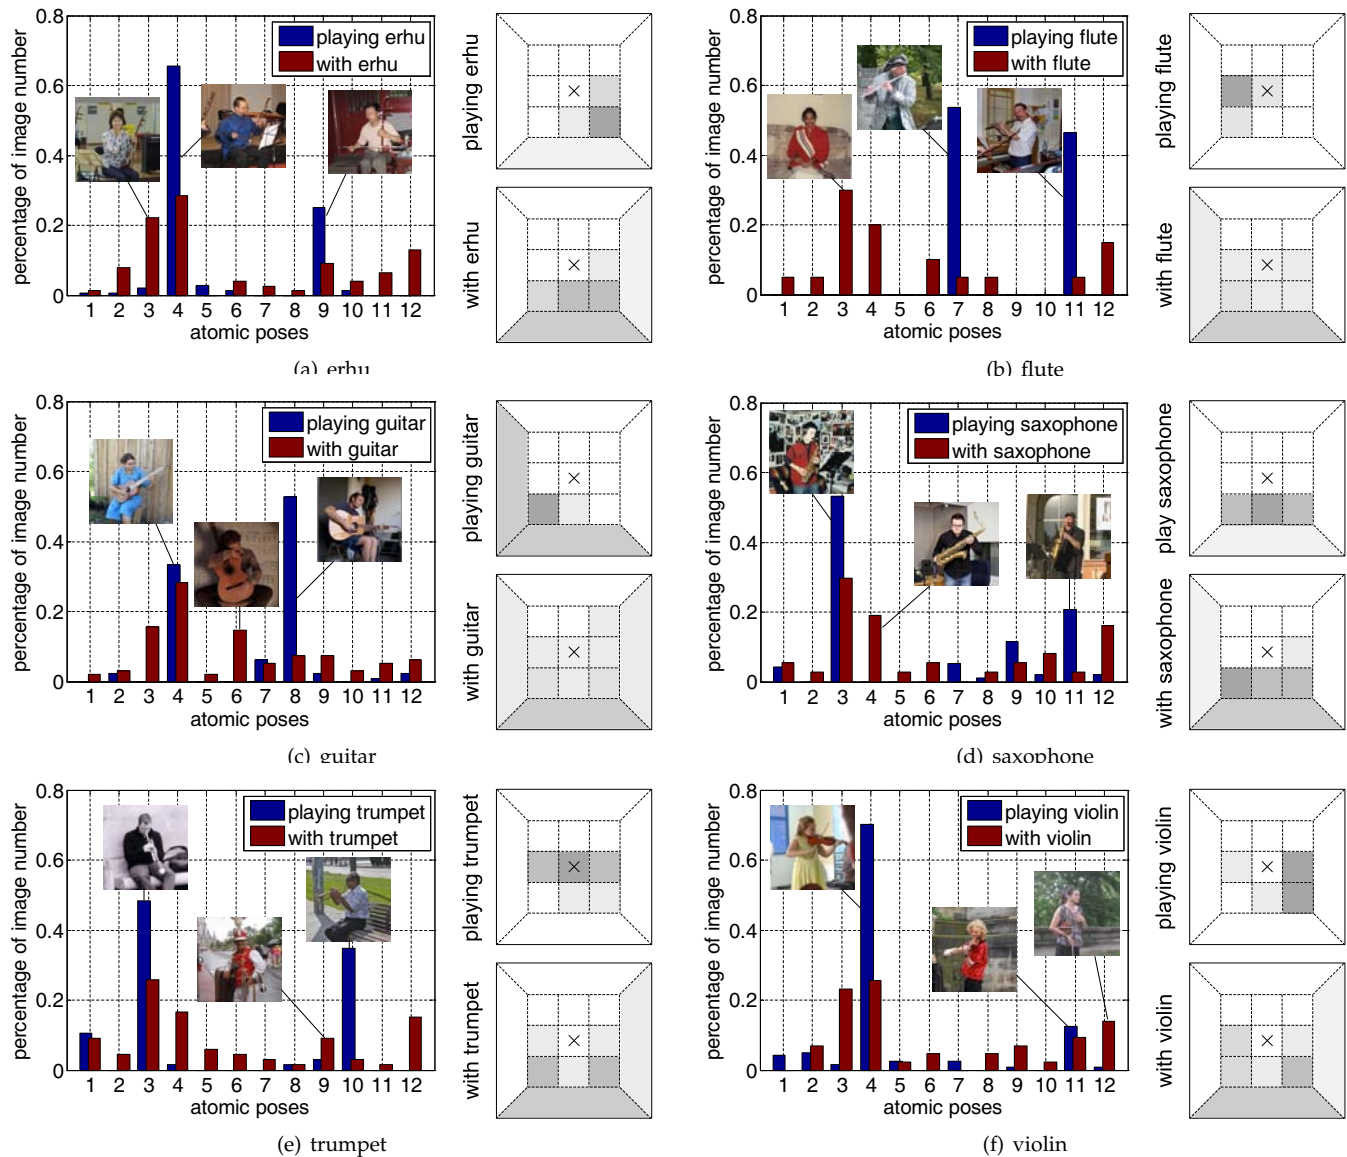 0.8
0.6
0.4
0.2
0
percentage of image number
playing erhu
with erhu
1 2 3 4 5 6 7 8 9 10 11 12
atomic poses
playing erhu
with erhu
(a) erhu
0.8
0.6
0.4
0.2
0
percentage of image number
playing flute
with flute
1 2 3 4 5 6 7 8 9 10 11 12
atomic poses
playing flute
with flute
(b) flute
0.8
0.6
0.4
0.2
0
percentage of image number
playing guitar
with guitar
1 2 3 4 5 6 7 8 9 10 11 12
atomic poses
playing guitar
with guitar
(c) guitar
0.8
0.6
0.4
0.2
0
percentage of image number
playing saxophone
with saxophone
1 2 3 4 5 6 7 8 9 10 11 12
atomic poses
play saxophone
with saxophone
(d) saxophone
0.8
0.6
0.4
0.2
0
percentage of image number
playing trumpet
with trumpet
1 2 3 4 5 6 7 8 9 10 11 12
atomic poses
playing trumpet
with trumpet
(e) trumpet
0.8
0.6
0.4
0.2
0
percentage of image number
playing violin
with violin
1 2 3 4 5 6 7 8 9 10 11 12
atomic poses
playing violin
with violin
(f) violin